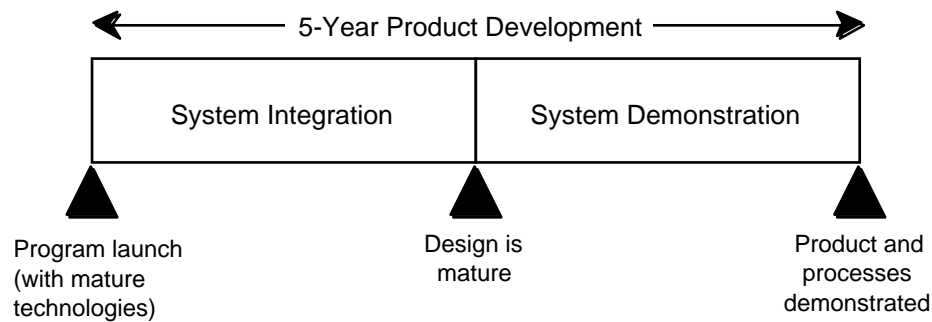 5-Year Product Development
System Integration
System Demonstration
Program launch
(with mature
technologies)
Design is
mature
Product and
processes
demonstrated